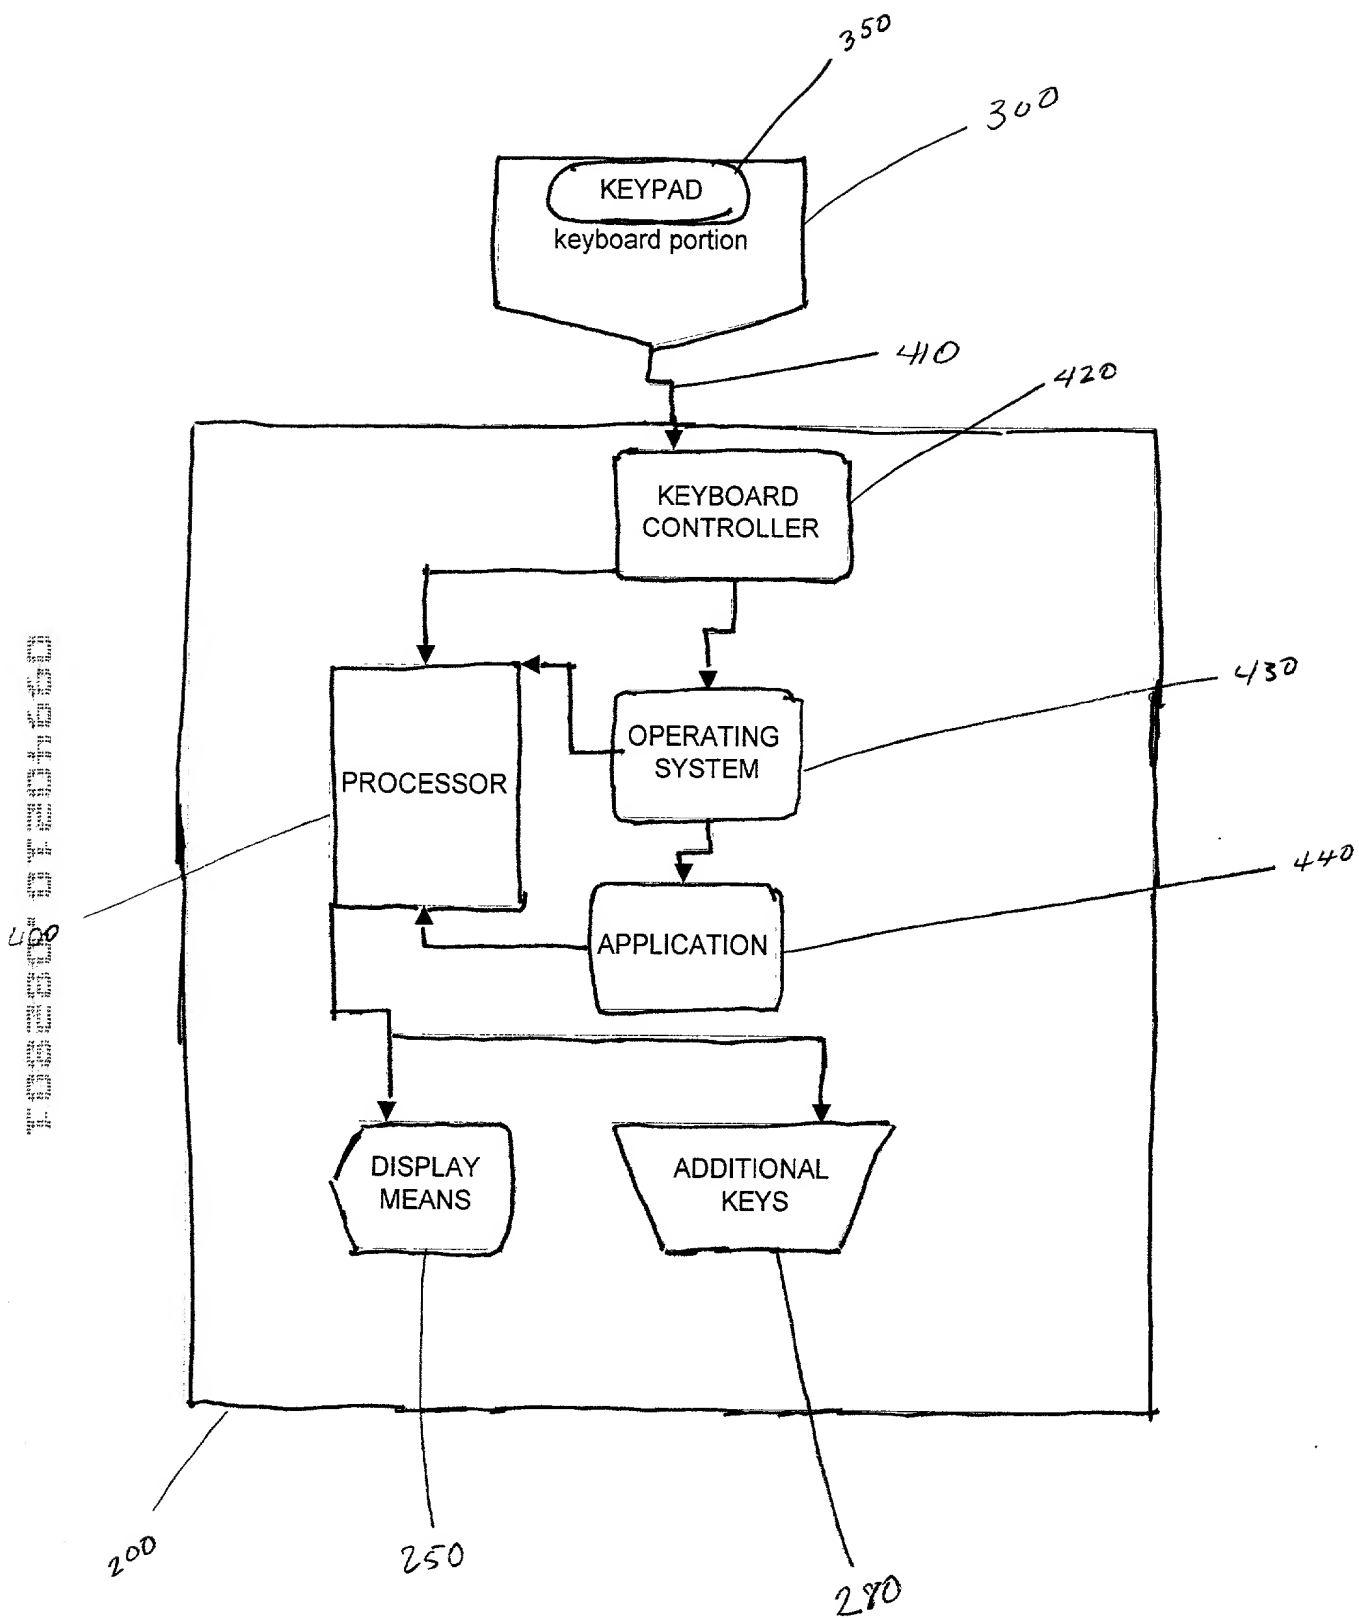 350
300
KEYPAD
keyboard portion
410
420
KEYBOARD
CONTROLLER
430
OPERATING
SYSTEM
PROCESSOR
440
400
APPLICATION
DISPLAY
MEANS
ADDITIONAL
KEYS
200
250
280